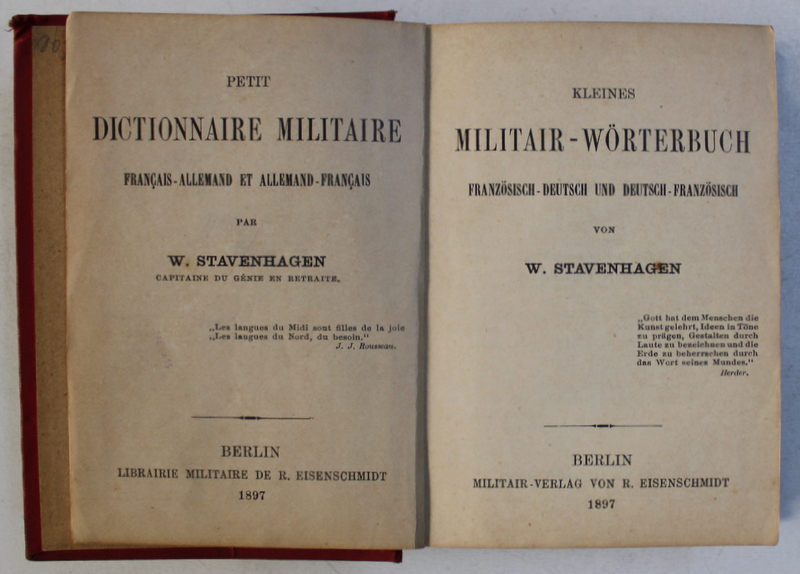 PETIT
DICTIONNAIRE MILITAIRE
FRANÇAIS-ALLEMAND ET ALLEMAND-FRANÇAIS
PAR
W. STAVENHAGEN
CAPITAINE DU GÉNIE EN RETRAITE.
„Les langues du Midi sont filles de la joie
„Les langues du Nord, du besoin.“
J. J. Rousseau.
BERLIN
LIBRAIRIE MILITAIRE DE R. EISENSCHMIDT
1897
KLEINES
MILITAIR-WÖRTERBUCH
FRANZÖSISCH-DEUTSCH UND DEUTSCH-FRANZÖSISCH
VON
W. STAVENHAGEN
„Gott hat dem Menschen die
Kunst gelehrt, Ideen in Töne
zu prägen, Gestalten durch
Laute zu bezeichnen und die
Erde zu beherrschen durch
das Wort seines Mundes.“
Herder.
BERLIN
MILITAIR-VERLAG VON R. EISENSCHMIDT
1897